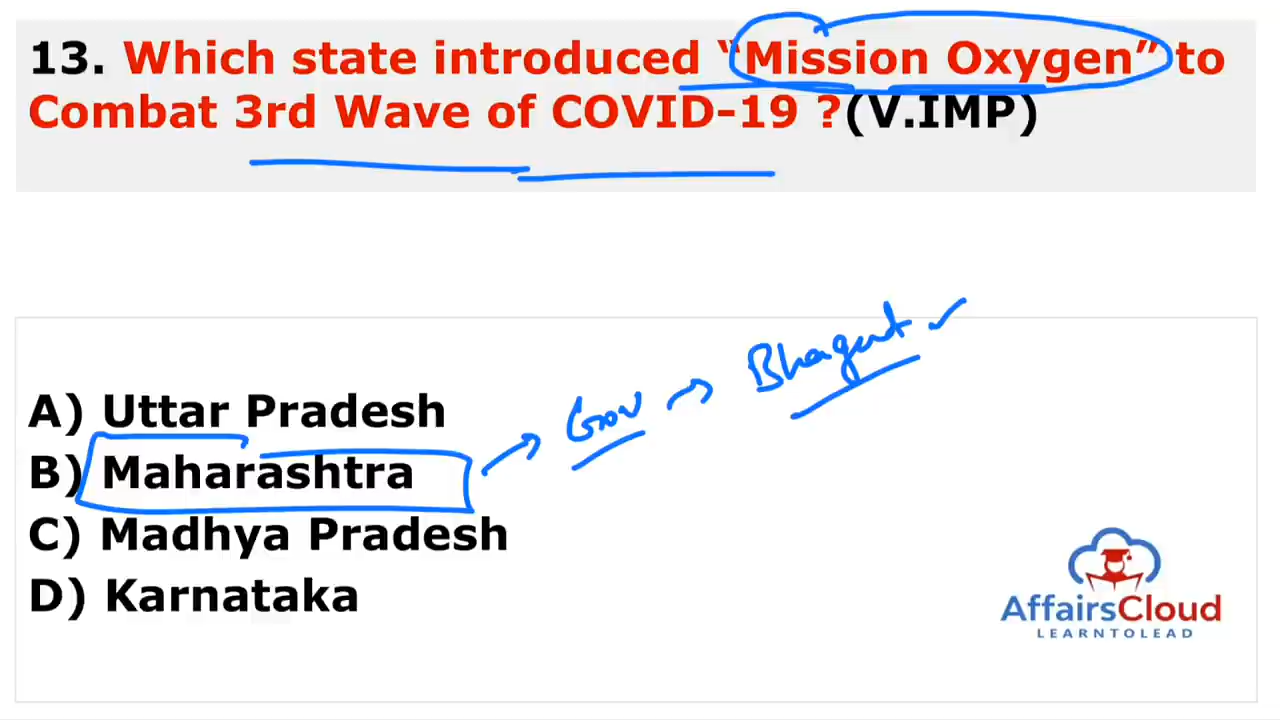 13. Which state introduced “Mission Oxygen” to
Combat 3rd Wave of COVID-19 ?(V.IMP)
A) Uttar Pradesh
B) Maharashtra → Gov → Bhagat ✓
C) Madhya Pradesh
D) Karnataka
AffairsCloud
LEARNTOLEAD